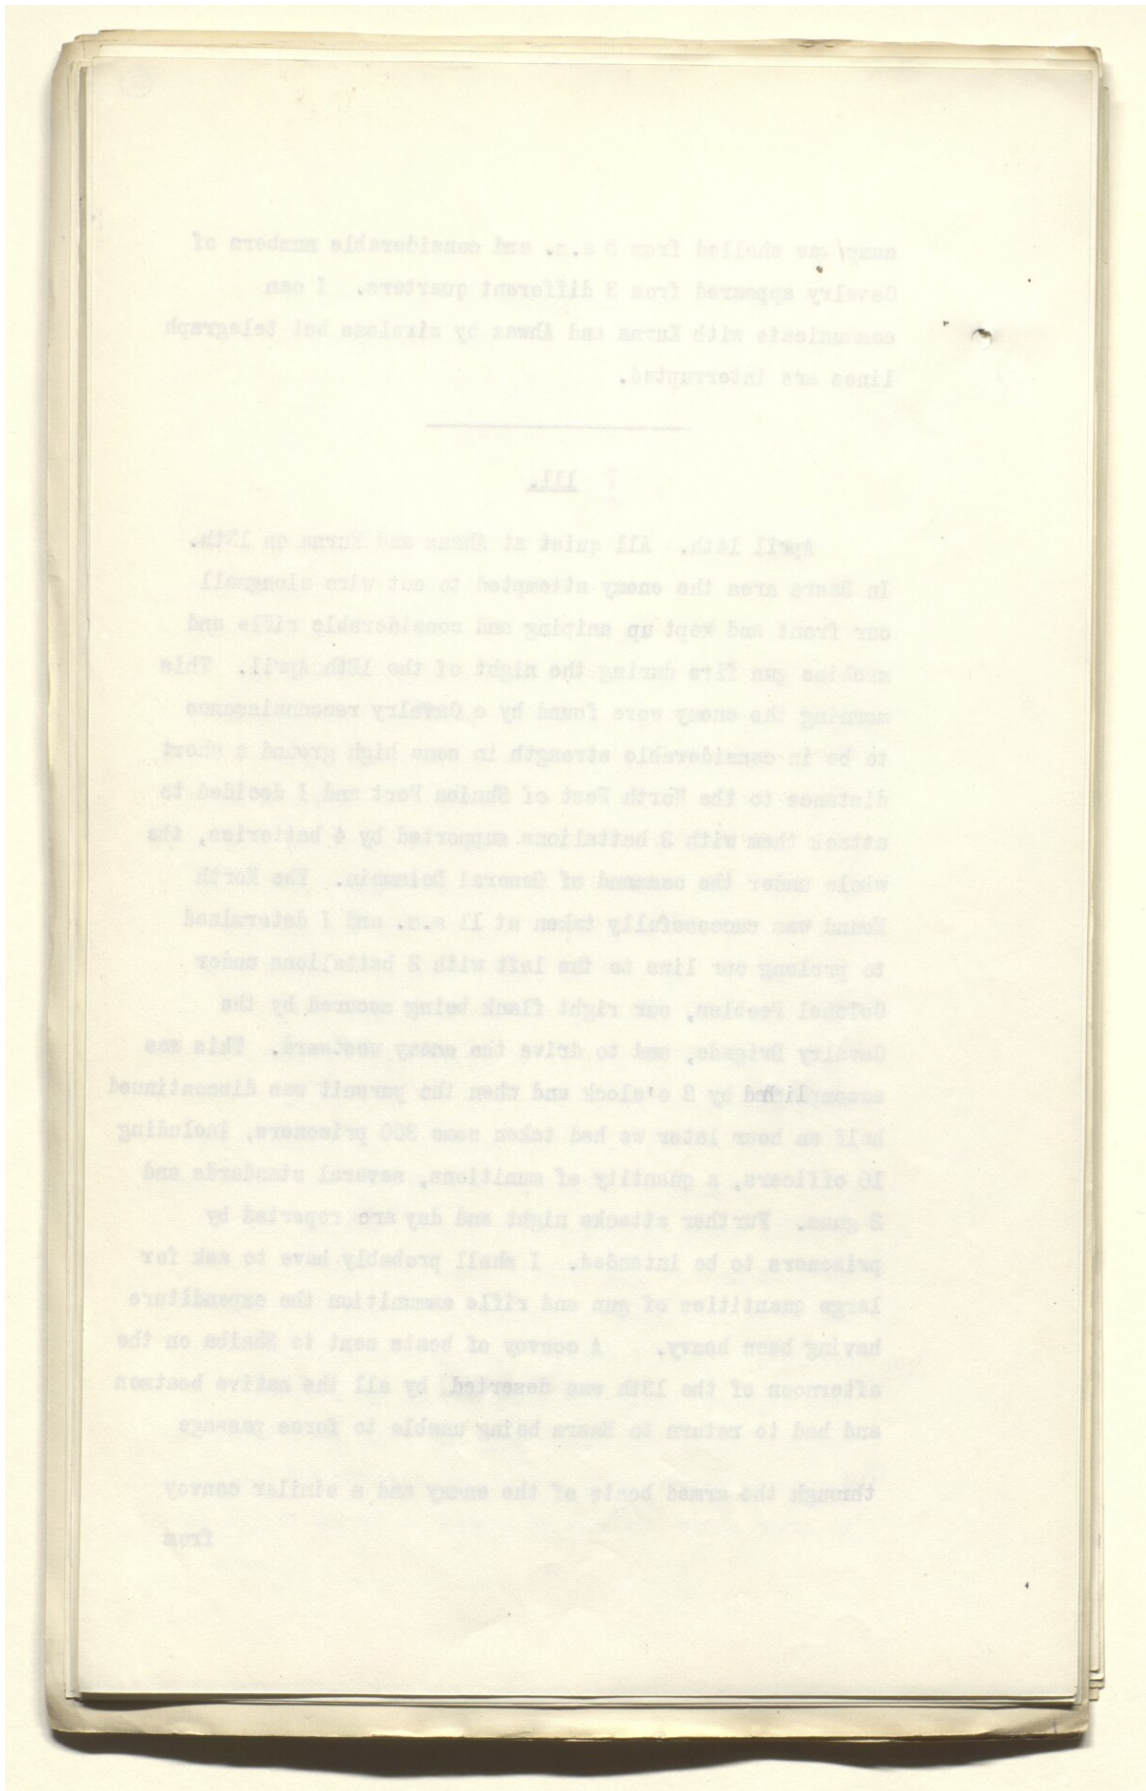 camp was shelled from 5 a.m. and considerable numbers of
Cavalry appeared from 3 different quarters. I can
communicate with Kurna and Ahwaz by wireless but telegraph
lines are interrupted.
111.
April 14th. All quiet at Ahwaz and Kurna on 13th.
In Basra area the enemy attempted to cut wire along all
our front and kept up sniping and considerable rifle and
machine gun fire during the night of the 12th April. This
morning the enemy were found by a Cavalry reconnaissance
to be in considerable strength in some high ground a short
distance to the North West of Shaiba Fort and I decided to
attack them with 3 battalions supported by 4 batteries, the
whole under the command of General Delamain. The North
Mound was successfully taken at 11 a.m. and I determined
to prolong our line to the left with 2 battalions under
Colonel Peebles, our right flank being secured by the
Cavalry Brigade, and to drive the enemy westward. This was
accomplished by 2 o'clock and when the pursuit was discontinued
half an hour later we had taken some 300 prisoners, including
10 officers, a quantity of munitions, several standards and
2 guns. Further attacks night and day are reported by
prisoners to be intended. I shall probably have to ask for
large quantities of gun and rifle ammunition the expenditure
having been heavy. A convoy of boats sent to Shaiba on the
afternoon of the 13th was deserted by all the native boatmen
and had to return to Basra being unable to force passage
through the armed boats of the enemy and a similar convoy
from